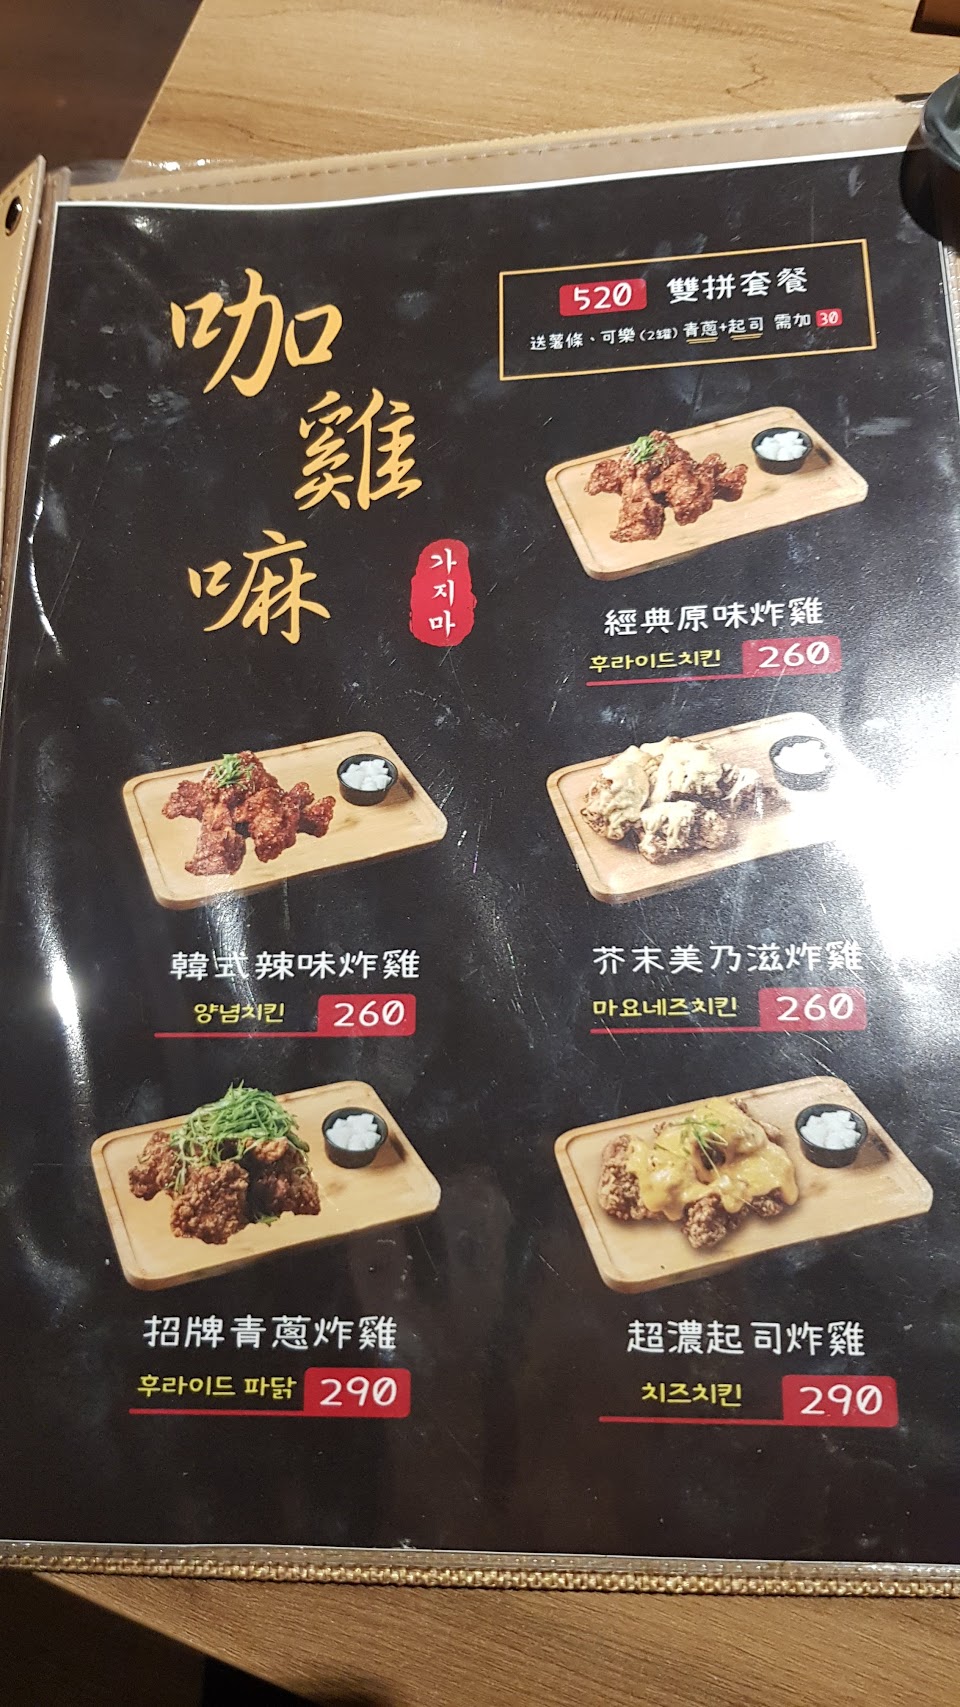 咖
雞
嘛
가지마
520 雙拼套餐
送薯條、可樂(2罐) 青蔥+起司 需加 30
經典原味炸雞
후라이드치킨 260
韓式辣味炸雞
양념치킨 260
芥末美乃滋炸雞
마요네즈치킨 260
招牌青蔥炸雞
후라이드 파닭 290
超濃起司炸雞
치즈치킨 290